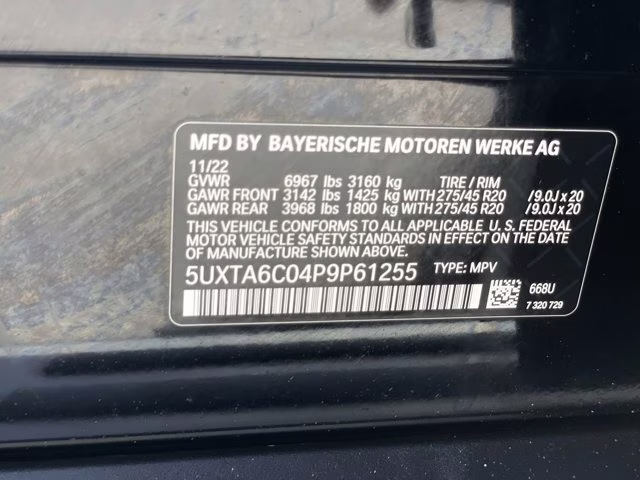 MFD BY BAYERISCHE MOTOREN WERKE AG
11/22
GVWR 6967 lbs 3160 kg TIRE / RIM
GAWR FRONT 3142 lbs 1425 kg WITH 275/45 R20 /9.0J x 20
GAWR REAR 3968 lbs 1800 kg WITH 275/45 R20 /9.0J x 20
THIS VEHICLE CONFORMS TO ALL APPLICABLE U. S. FEDERAL
MOTOR VEHICLE SAFETY STANDARDS IN EFFECT ON THE DATE
OF MANUFACTURE SHOWN ABOVE.
5UXTA6C04P9P61255 TYPE: MPV
668U
7 320 729